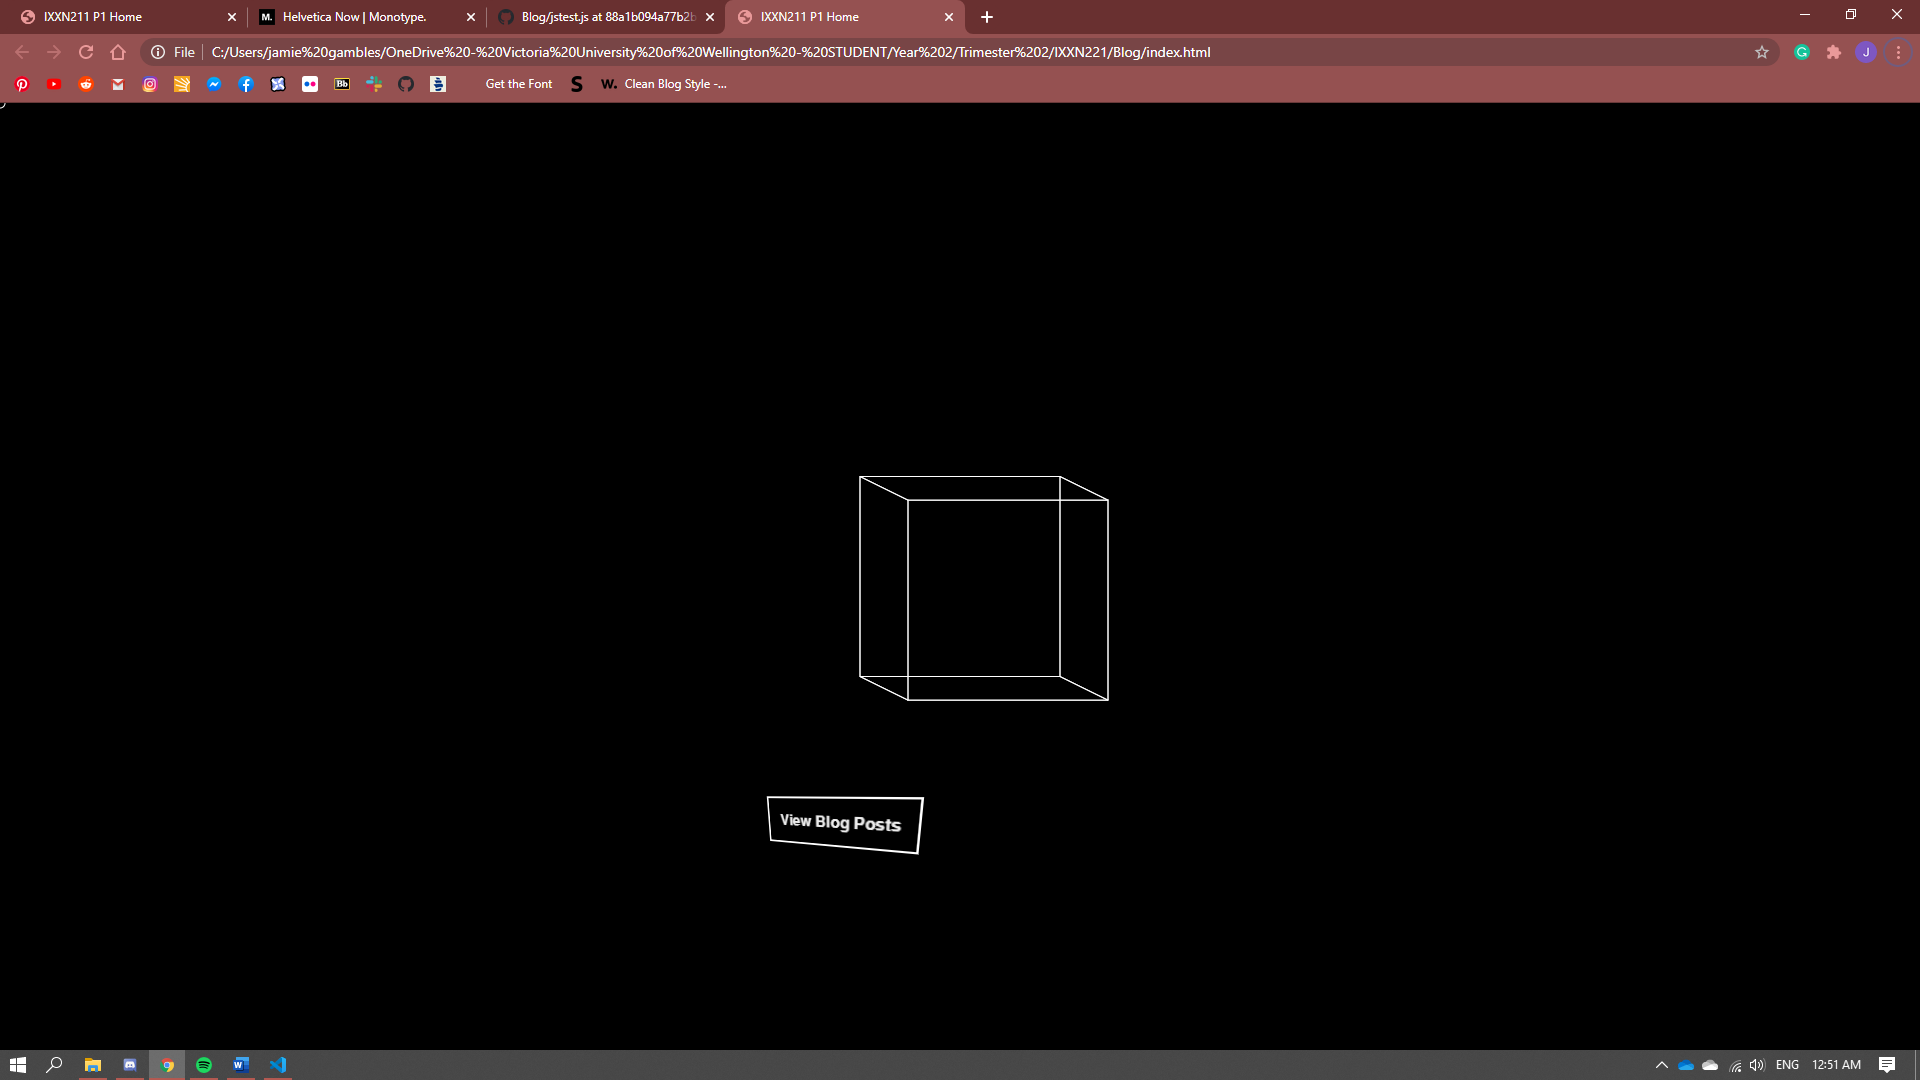 IXXN211 P1 Home
M. Helvetica Now | Monotype.
Blog/jstest.js at 88a1b094a77b2b
IXXN211 P1 Home
File C:/Users/jamie%20gambles/OneDrive%20-%20Victoria%20University%20of%20Wellington%20-%20STUDENT/Year%202/Trimester%202/IXXN221/Blog/index.html
J
Bb Get the Font S W. Clean Blog Style -...
View Blog Posts
W ENG 12:51 AM